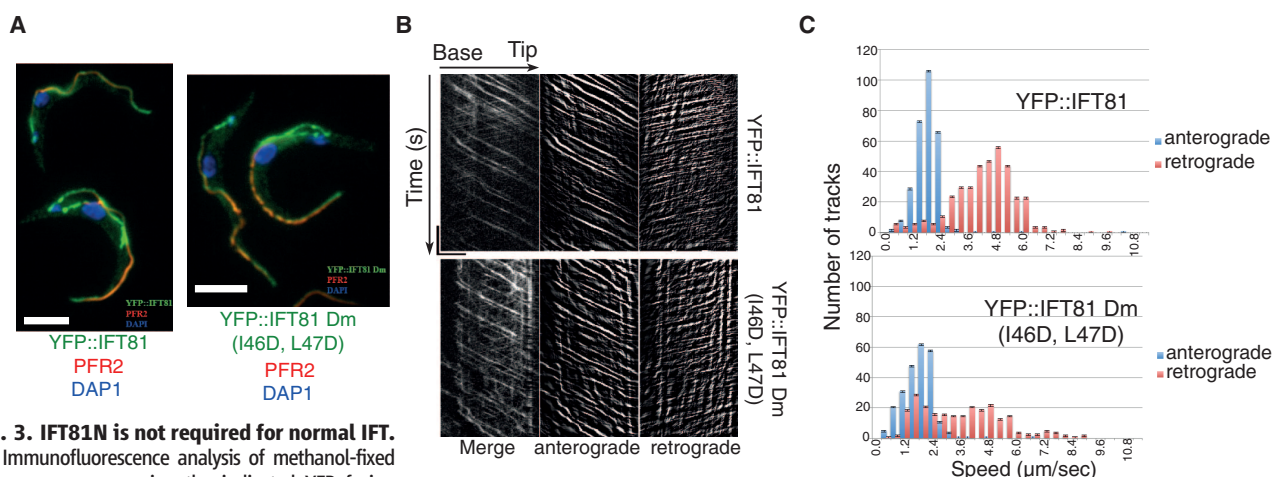 A
YFP::IFT81
PFR2
DAPI
YFP::IFT81
PFR2
DAP1
YFP::IFT81 Dm
PFR2
DAPI
YFP::IFT81 Dm
(I46D, L47D)
PFR2
DAP1
. 3. IFT81N is not required for normal IFT.
Immunofluorescence analysis of methanol-fixed
B
Base Tip
Time (s)
YFP::IFT81
YFP::IFT81 Dm
(I46D, L47D)
Merge anterograde retrograde
C
Number of tracks
120
100
80
60
40
20
0
0.0 1.2 2.4 3.6 4.8 6.0 7.2 8.4 9.6 10.8
YFP::IFT81
anterograde
retrograde
120
100
80
60
40
20
0
0.0 1.2 2.4 3.6 4.8 6.0 7.2 8.4 9.6 10.8
YFP::IFT81 Dm
(I46D, L47D)
anterograde
retrograde
Speed (μm/sec)